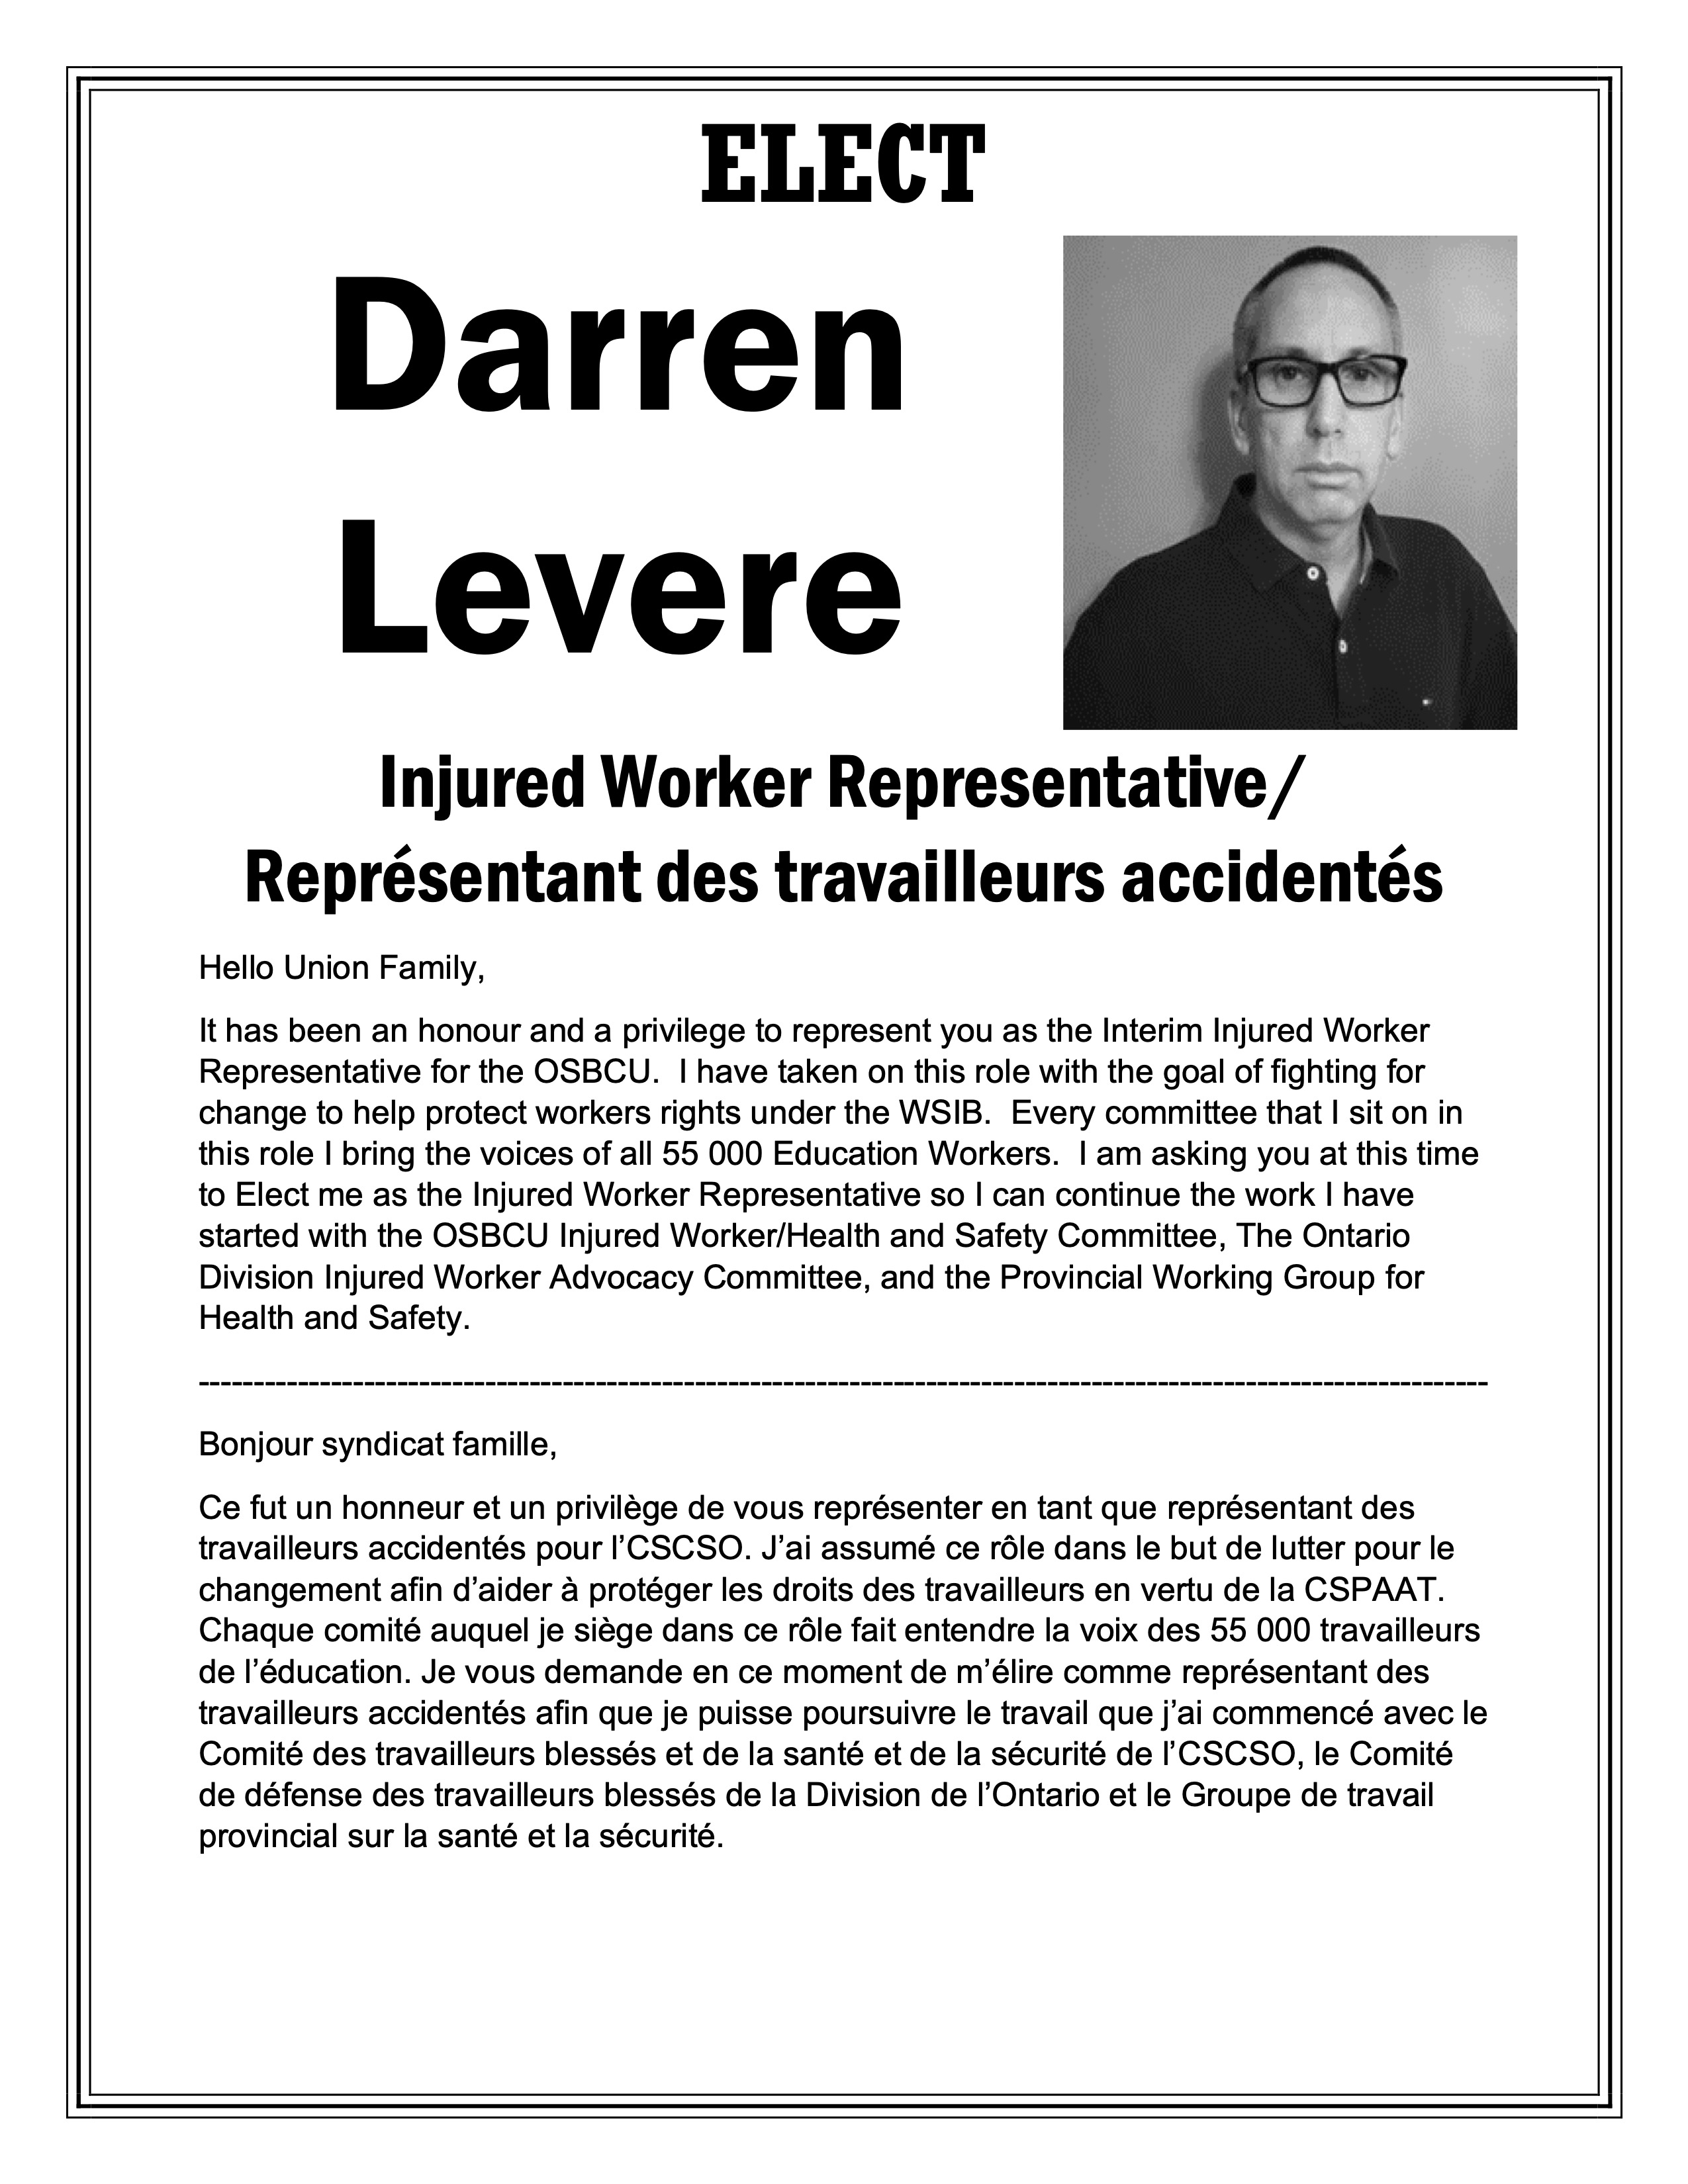 ELECT
Darren
Levere
Injured Worker Representative/
Représentant des travailleurs accidentés
Hello Union Family,
It has been an honour and a privilege to represent you as the Interim Injured Worker
Representative for the OSBCU.  I have taken on this role with the goal of fighting for
change to help protect workers rights under the WSIB.  Every committee that I sit on in
this role I bring the voices of all 55 000 Education Workers.  I am asking you at this time
to Elect me as the Injured Worker Representative so I can continue the work I have
started with the OSBCU Injured Worker/Health and Safety Committee, The Ontario
Division Injured Worker Advocacy Committee, and the Provincial Working Group for
Health and Safety.
---------------------------------------------------------------------------------------------------------------------
Bonjour syndicat famille,
Ce fut un honneur et un privilège de vous représenter en tant que représentant des
travailleurs accidentés pour l’CSCSO. J’ai assumé ce rôle dans le but de lutter pour le
changement afin d’aider à protéger les droits des travailleurs en vertu de la CSPAAT.
Chaque comité auquel je siège dans ce rôle fait entendre la voix des 55 000 travailleurs
de l’éducation. Je vous demande en ce moment de m’élire comme représentant des
travailleurs accidentés afin que je puisse poursuivre le travail que j’ai commencé avec le
Comité des travailleurs blessés et de la santé et de la sécurité de l’CSCSO, le Comité
de défense des travailleurs blessés de la Division de l’Ontario et le Groupe de travail
provincial sur la santé et la sécurité.